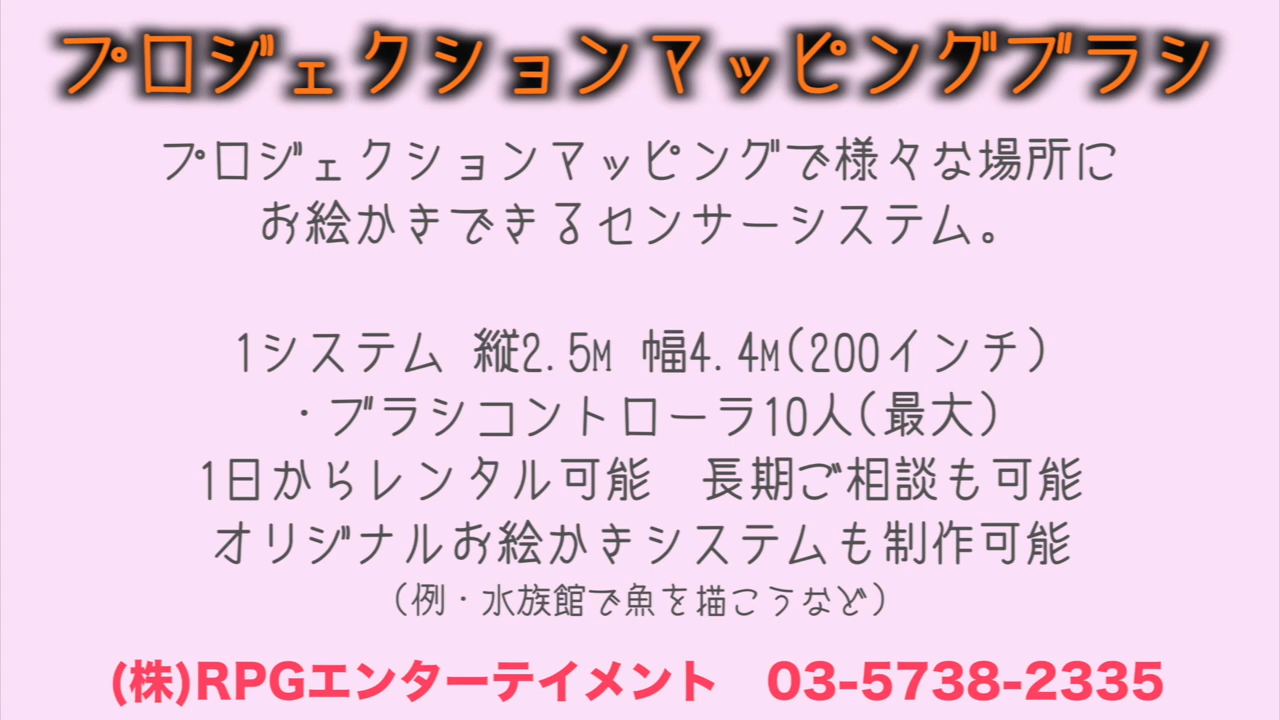 プロジェクションマッピングブラシ
プロジェクションマッピングで様々な場所に
お絵かきできるセンサーシステム。
1システム 縦2.5M 幅4.4M(200インチ)
・ブラシコントローラ10人(最大)
1日からレンタル可能　長期ご相談も可能
オリジナルお絵かきシステムも制作可能
(例・水族館で魚を描こうなど)
(株)RPGエンターテイメント　03-5738-2335